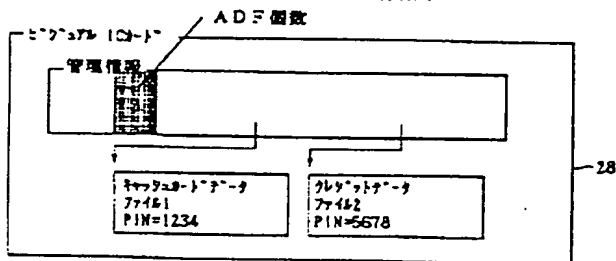 ADF個数
ビジュアルICカード
管理情報
キャッシュカードデータ
ファイル1
PIN=1234
クレジットデータ
ファイル2
PIN=5678
28